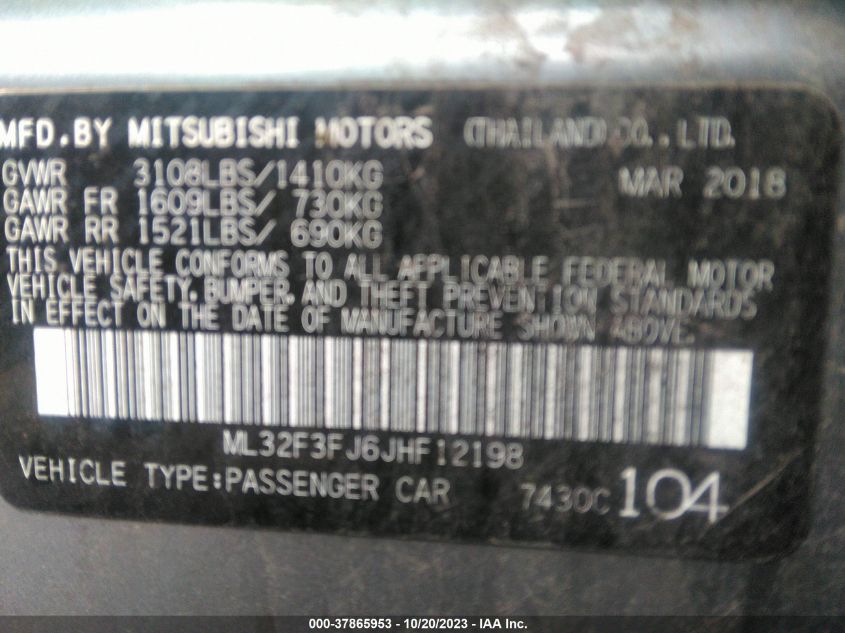 MFD.BY MITSUBISHI MOTORS (THAILAND) CO., LTD.
GVWR 3108LBS/1410KG MAR 2018
GAWR FR 1609LBS/ 730KG
GAWR RR 1521LBS/ 690KG
THIS VEHICLE CONFORMS TO ALL APPLICABLE FEDERAL MOTOR
VEHICLE SAFETY, BUMPER, AND THEFT PREVENTION STANDARDS
IN EFFECT ON THE DATE OF MANUFACTURE SHOWN ABOVE.
ML32F3FJ6JHF12198
VEHICLE TYPE:PASSENGER CAR 7430C 104
000-37865953 | 10/20/2023 - IAA Inc.